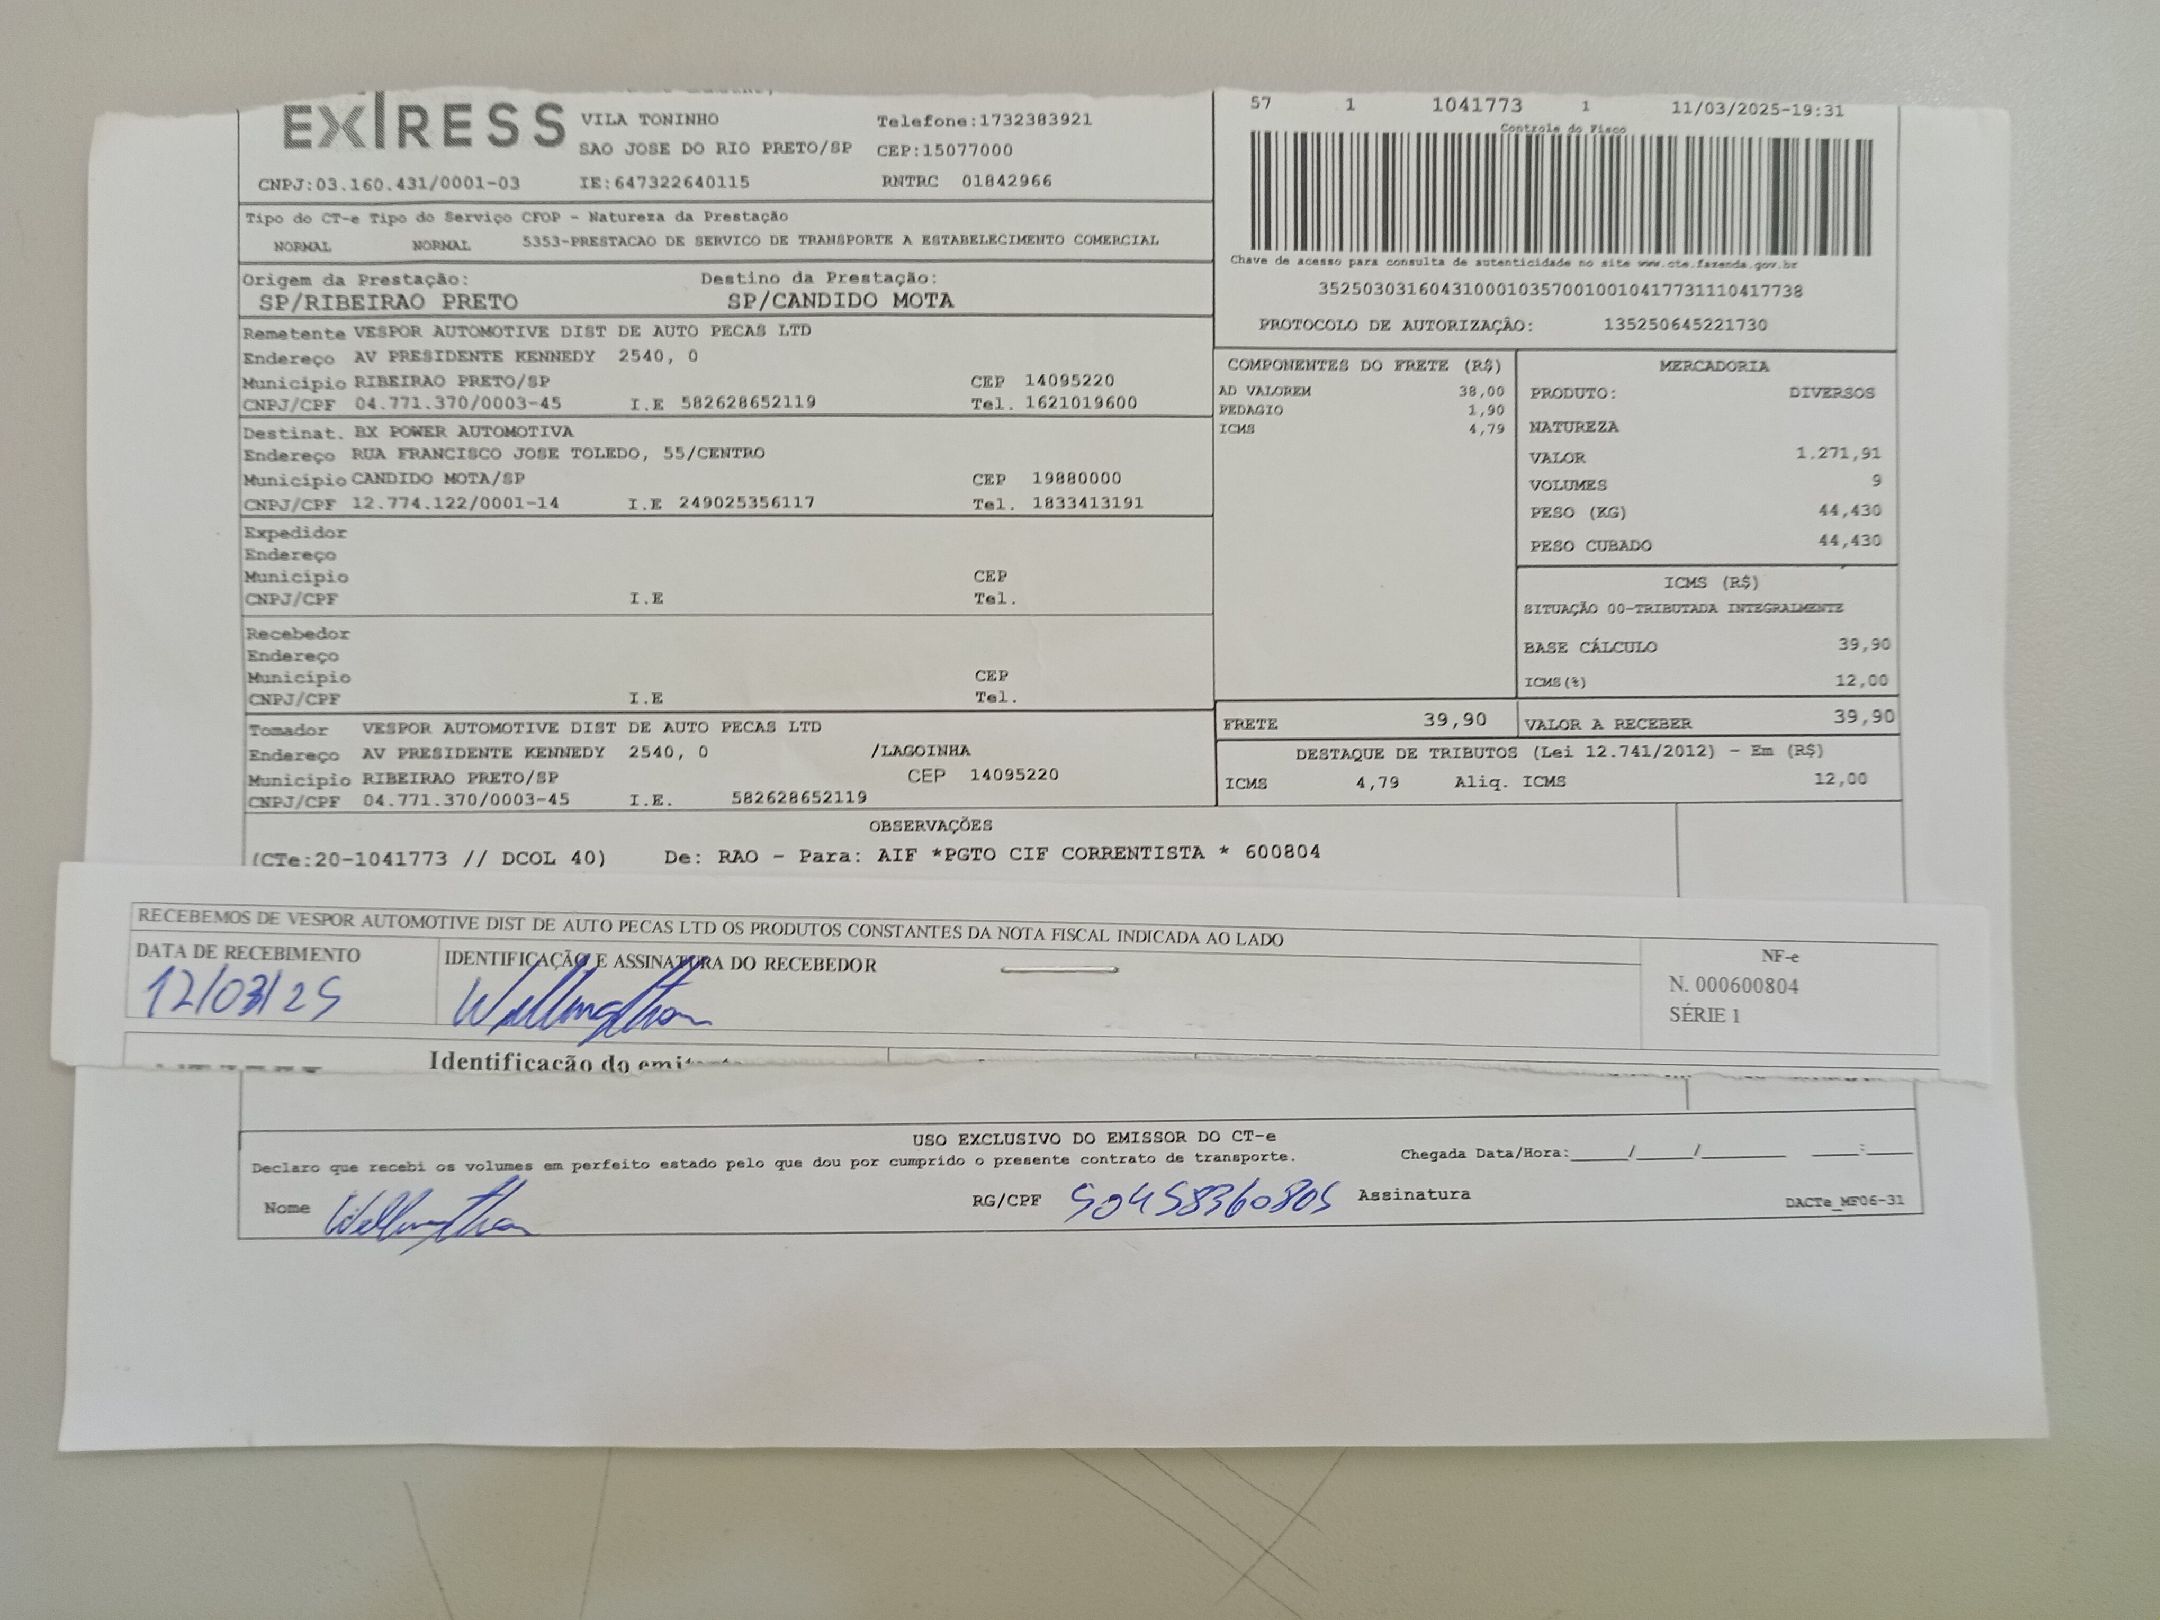 EXPRESS
VILA TONINHO Telefone:1732383921
SAO JOSE DO RIO PRETO/SP CEP:15077000
CNPJ:03.160.431/0001-03 IE:647322640115 RNTRC 01842966
57 1 1041773 1 11/03/2025-19:31
Controle do Fisco
Tipo do CT-e Tipo do Serviço CFOP - Natureza da Prestação
NORMAL NORMAL 5353-PRESTACAO DE SERVICO DE TRANSPORTE A ESTABELECIMENTO COMERCIAL
Chave de acesso para consulta de autenticidade no site www.cte.fazenda.gov.br
35250303160431000103570010010417731110417738
PROTOCOLO DE AUTORIZAÇÃO: 135250645221730
Origem da Prestação: Destino da Prestação:
SP/RIBEIRAO PRETO SP/CANDIDO MOTA
Remetente VESPOR AUTOMOTIVE DIST DE AUTO PECAS LTD
Endereço AV PRESIDENTE KENNEDY 2540, 0
Município RIBEIRAO PRETO/SP CEP 14095220
CNPJ/CPF 04.771.370/0003-45 I.E 582628652119 Tel. 1621019600
Destinat. BX POWER AUTOMOTIVA
Endereço RUA FRANCISCO JOSE TOLEDO, 55/CENTRO
Município CANDIDO MOTA/SP CEP 19880000
CNPJ/CPF 12.774.122/0001-14 I.E 249025356117 Tel. 1833413191
Expedidor
Endereço
Município CEP
CNPJ/CPF I.E Tel.
Recebedor
Endereço
Município CEP
CNPJ/CPF I.E Tel.
Tomador VESPOR AUTOMOTIVE DIST DE AUTO PECAS LTD
Endereço AV PRESIDENTE KENNEDY 2540, 0 /LAGOINHA
Município RIBEIRAO PRETO/SP CEP 14095220
CNPJ/CPF 04.771.370/0003-45 I.E. 582628652119
COMPONENTES DO FRETE (R$)
AD VALOREM 38,00
PEDAGIO 1,90
ICMS 4,79
MERCADORIA
PRODUTO: DIVERSOS
NATUREZA
VALOR 1.271,91
VOLUMES 9
PESO (KG) 44,430
PESO CUBADO 44,430
ICMS (R$)
SITUAÇÃO 00-TRIBUTADA INTEGRALMENTE
BASE CÁLCULO 39,90
ICMS(%) 12,00
FRETE 39,90 VALOR A RECEBER 39,90
DESTAQUE DE TRIBUTOS (Lei 12.741/2012) - Em (R$)
ICMS 4,79 Aliq. ICMS 12,00
OBSERVAÇÕES
(CTe:20-1041773 // DCOL 40) De: RAO - Para: AIF *PGTO CIF CORRENTISTA * 600804
RECEBEMOS DE VESPOR AUTOMOTIVE DIST DE AUTO PECAS LTD OS PRODUTOS CONSTANTES DA NOTA FISCAL INDICADA AO LADO
DATA DE RECEBIMENTO IDENTIFICAÇÃO E ASSINATURA DO RECEBEDOR
12/03/25 Wellington
NF-e
N. 000600804
SÉRIE 1
Identificação do emit
USO EXCLUSIVO DO EMISSOR DO CT-e
Declaro que recebi os volumes em perfeito estado pelo que dou por cumprido o presente contrato de transporte. Chegada Data/Hora:____/____/______ ___:___
Nome Wellington RG/CPF 50458360805 Assinatura DACTe_MF06-31